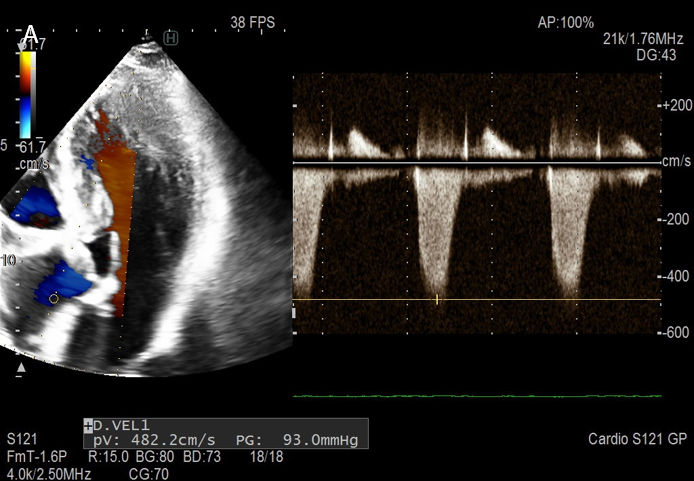 A
38 FPS
H
61.7
5
-61.7
cm/s
10
AP:100%
21k/1.76MHz
DG:43
+200
cm/s
-200
-400
-600
+D.VEL1
pV: 482.2cm/s PG: 93.0mmHg
S121
Cardio S121 GP
FmT-1.6P R:15.0 BG:80 BD:73 18/18
4.0k/2.50MHz CG:70